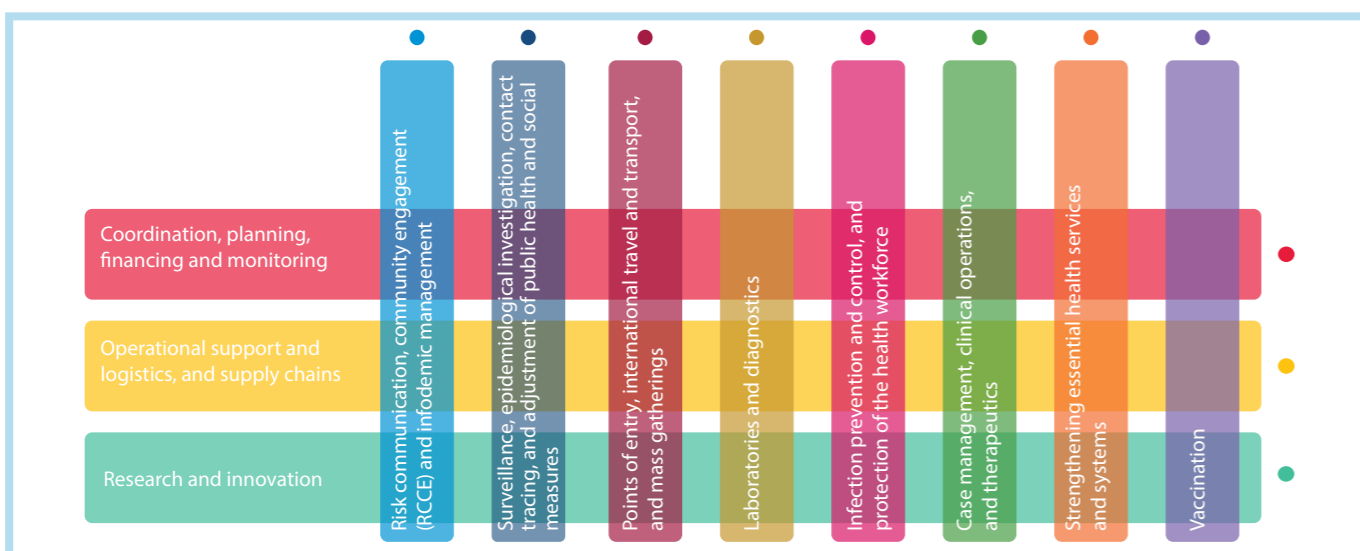 Coordination, planning,
financing and monitoring
Operational support and
logistics, and supply chains
Research and innovation
Risk communication, community engagement
(RCCE) and infodemic management
Surveillance, epidemiological investigation, contact
tracing, and adjustment of public health and social
measures
Points of entry, international travel and transport,
and mass gatherings
Laboratories and diagnostics
Infection prevention and control, and
protection of the health workforce
Case management, clinical operations,
and therapeutics
Strengthening essential health services
and systems
Vaccination